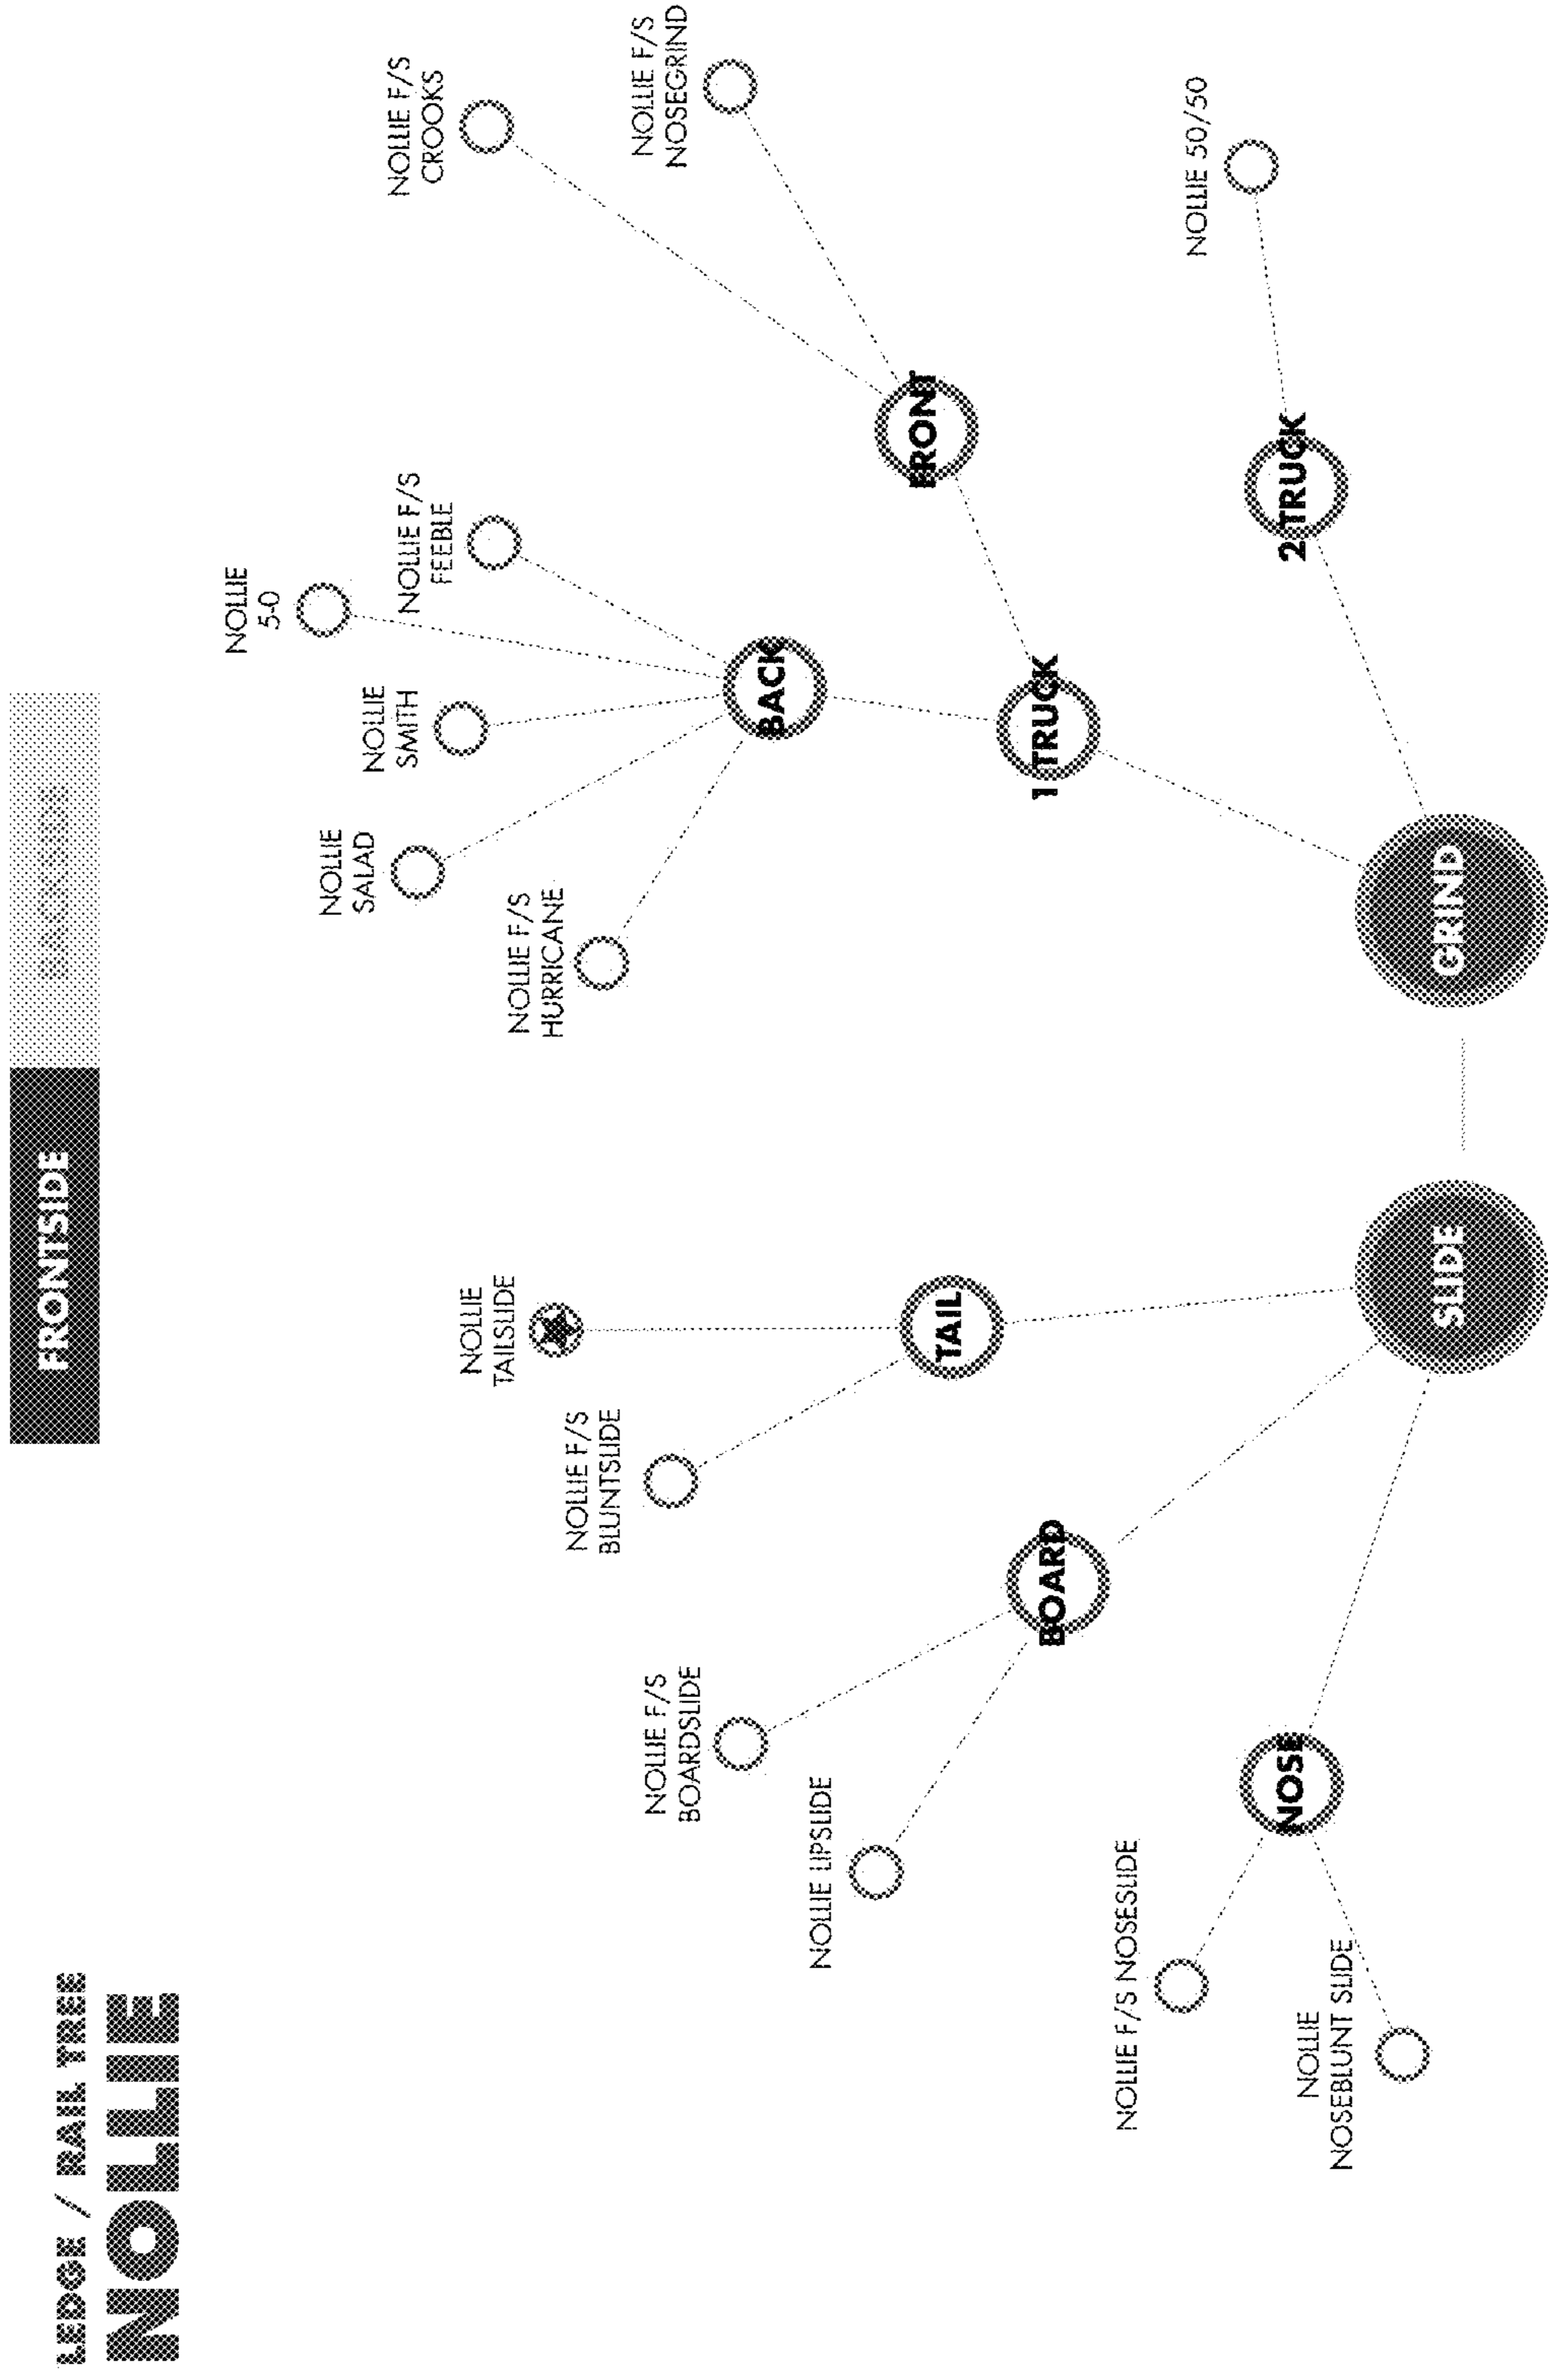 LEDGE / RAIL TREE
NOLLIE
FRONTSIDE
NOLLIE
5-0
NOLLIE
SALAD
NOLLIE
SMITH
NOLLIE F/S
FEEBLE
NOLLIE F/S
CROOKS
NOLLIE
TAILSLIDE
NOLLIE F/S
HURRICANE
NOLLIE F/S
BLUNTSLIDE
NOLLIE F/S
NOSEGRIND
NOLLIE F/S
BOARDSLIDE
BACK
NOLLIE LIPSLIDE
FRONT
TAIL
BOARD
1 TRUCK
NOLLIE F/S NOSESLIDE
NOLLIE 50/50
NOSE
2 TRUCK
NOLLIE
NOSEBLUNT SLIDE
SLIDE
GRIND